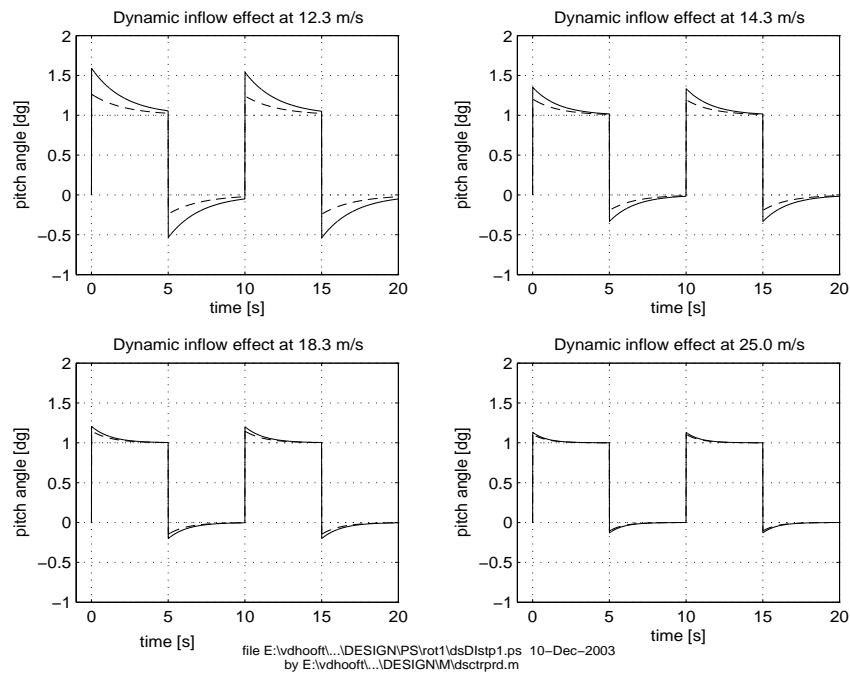 Dynamic inflow effect at 12.3 m/s
2
1.5
1
0.5
0
−0.5
−1
pitch angle [dg]
0 5 10 15 20
time [s]
Dynamic inflow effect at 14.3 m/s
2
1.5
1
0.5
0
−0.5
−1
pitch angle [dg]
0 5 10 15 20
time [s]
Dynamic inflow effect at 18.3 m/s
2
1.5
1
0.5
0
−0.5
−1
pitch angle [dg]
0 5 10 15 20
time [s]
Dynamic inflow effect at 25.0 m/s
2
1.5
1
0.5
0
−0.5
−1
pitch angle [dg]
0 5 10 15 20
time [s]
file E:\vdhooft\...\DESIGN\PS\rot1\dsDIstp1.ps 10−Dec−2003
by E:\vdhooft\...\DESIGN\M\dsctrprd.m